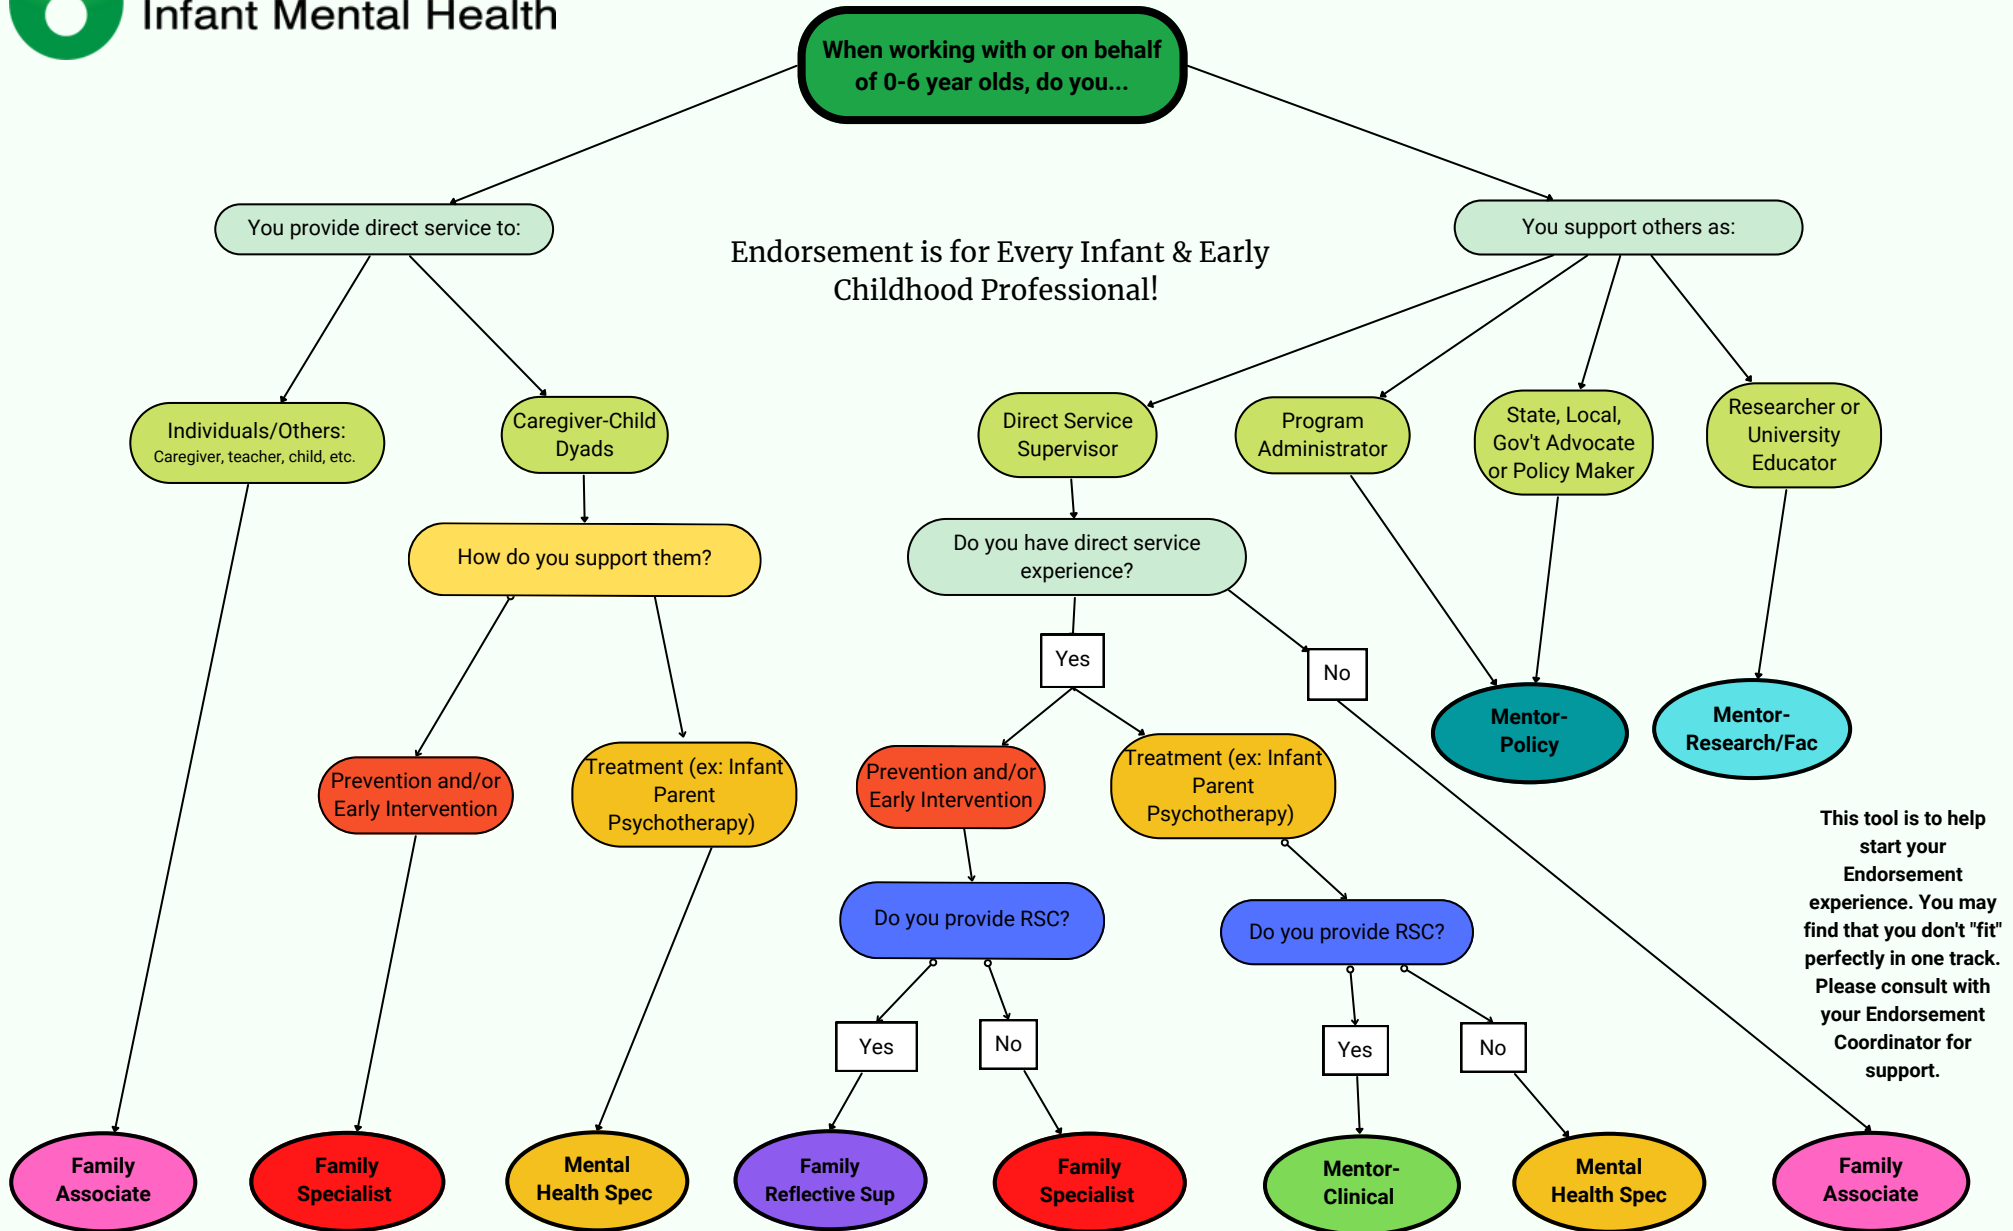 Infant Mental Health
When working with or on behalf
of 0-6 year olds, do you...
You provide direct service to:
You support others as:
Endorsement is for Every Infant & Early
Childhood Professional!
Individuals/Others:
Caregiver, teacher, child, etc.
Caregiver-Child
Dyads
Direct Service
Supervisor
Program
Administrator
State, Local,
Gov't Advocate
or Policy Maker
Researcher or
University
Educator
How do you support them?
Do you have direct service
experience?
Yes
No
Mentor-
Policy
Mentor-
Research/Fac
Prevention and/or
Early Intervention
Treatment (ex: Infant
Parent
Psychotherapy)
Prevention and/or
Early Intervention
Treatment (ex: Infant
Parent
Psychotherapy)
This tool is to help
start your
Endorsement
experience. You may
find that you don't "fit"
perfectly in one track.
Please consult with
your Endorsement
Coordinator for
support.
Do you provide RSC?
Do you provide RSC?
Yes
No
Yes
No
Family
Associate
Family
Specialist
Mental
Health Spec
Family
Reflective Sup
Family
Specialist
Mentor-
Clinical
Mental
Health Spec
Family
Associate